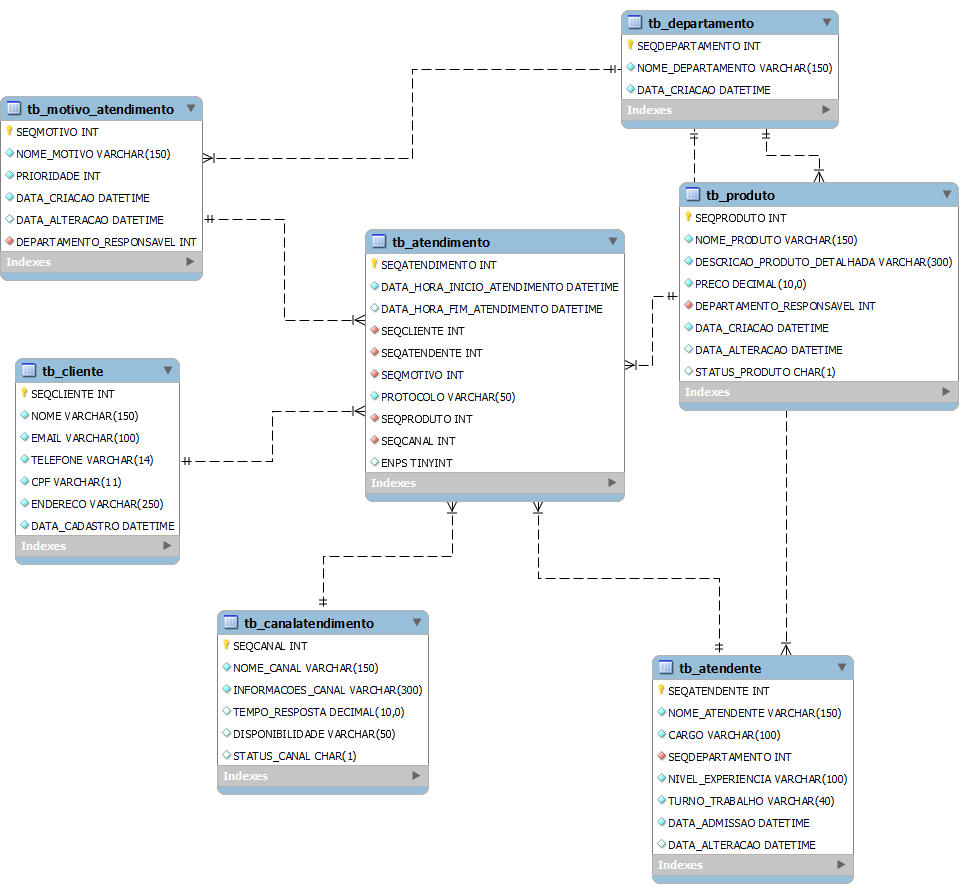 tb_departamento
SEQDEPARTAMENTO INT
NOME_DEPARTAMENTO VARCHAR(150)
DATA_CRIACAO DATETIME
Indexes
tb_motivo_atendimento
SEQMOTIVO INT
NOME_MOTIVO VARCHAR(150)
PRIORIDADE INT
DATA_CRIACAO DATETIME
DATA_ALTERACAO DATETIME
DEPARTAMENTO_RESPONSAVEL INT
Indexes
tb_produto
SEQPRODUTO INT
NOME_PRODUTO VARCHAR(150)
DESCRICAO_PRODUTO_DETALHADA VARCHAR(300)
PRECO DECIMAL(10,0)
DEPARTAMENTO_RESPONSAVEL INT
DATA_CRIACAO DATETIME
DATA_ALTERACAO DATETIME
STATUS_PRODUTO CHAR(1)
Indexes
tb_atendimento
SEQATENDIMENTO INT
DATA_HORA_INICIO_ATENDIMENTO DATETIME
DATA_HORA_FIM_ATENDIMENTO DATETIME
SEQCLIENTE INT
SEQATENDENTE INT
SEQMOTIVO INT
PROTOCOLO VARCHAR(50)
SEQPRODUTO INT
SEQCANAL INT
ENPS TINYINT
Indexes
tb_cliente
SEQCLIENTE INT
NOME VARCHAR(150)
EMAIL VARCHAR(100)
TELEFONE VARCHAR(14)
CPF VARCHAR(11)
ENDERECO VARCHAR(250)
DATA_CADASTRO DATETIME
Indexes
tb_canalatendimento
SEQCANAL INT
NOME_CANAL VARCHAR(150)
INFORMACOES_CANAL VARCHAR(300)
TEMPO_RESPOSTA DECIMAL(10,0)
DISPONIBILIDADE VARCHAR(50)
STATUS_CANAL CHAR(1)
Indexes
tb_atendente
SEQATENDENTE INT
NOME_ATENDENTE VARCHAR(150)
CARGO VARCHAR(100)
SEQDEPARTAMENTO INT
NIVEL_EXPERIENCIA VARCHAR(100)
TURNO_TRABALHO VARCHAR(40)
DATA_ADMISSAO DATETIME
DATA_ALTERACAO DATETIME
Indexes